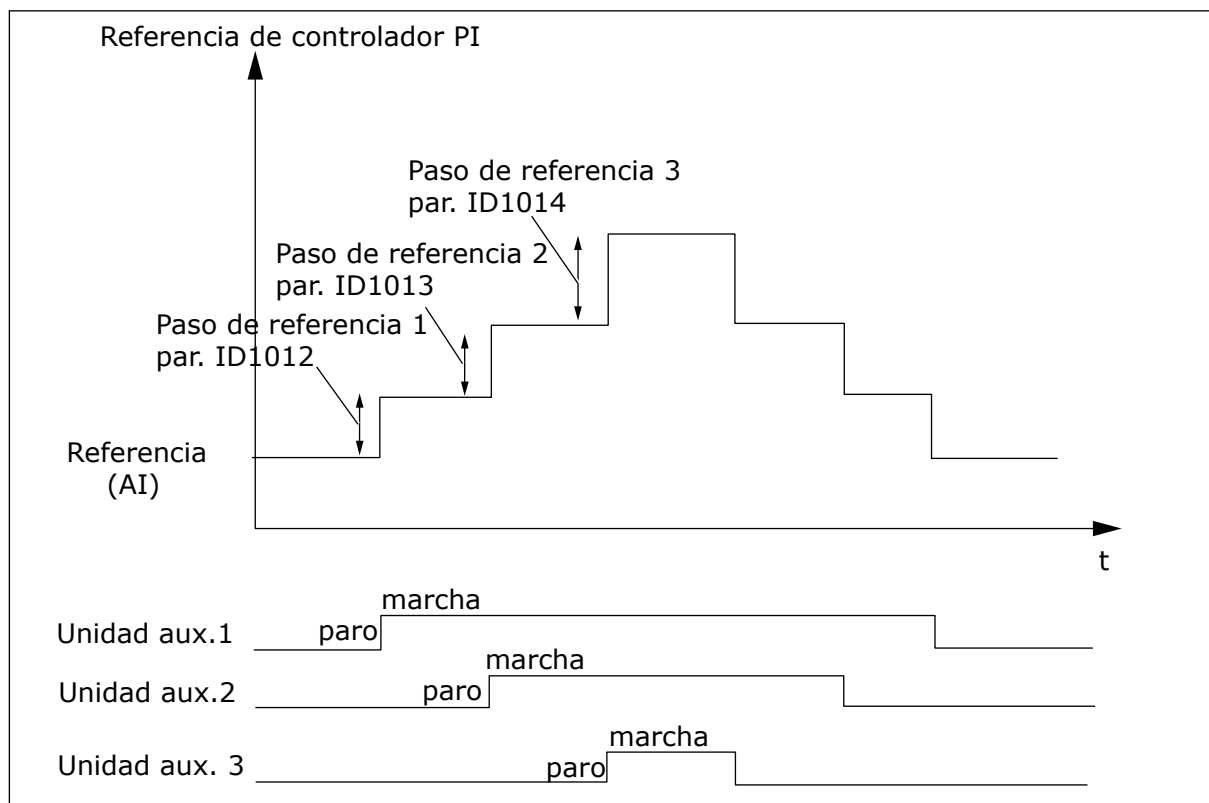 Referencia de controlador PI
Paso de referencia 3
par. ID1014
Paso de referencia 2
par. ID1013
Paso de referencia 1
par. ID1012
Referencia
(AI)
t
marcha
Unidad aux.1
paro
marcha
Unidad aux.2
paro
marcha
Unidad aux. 3
paro